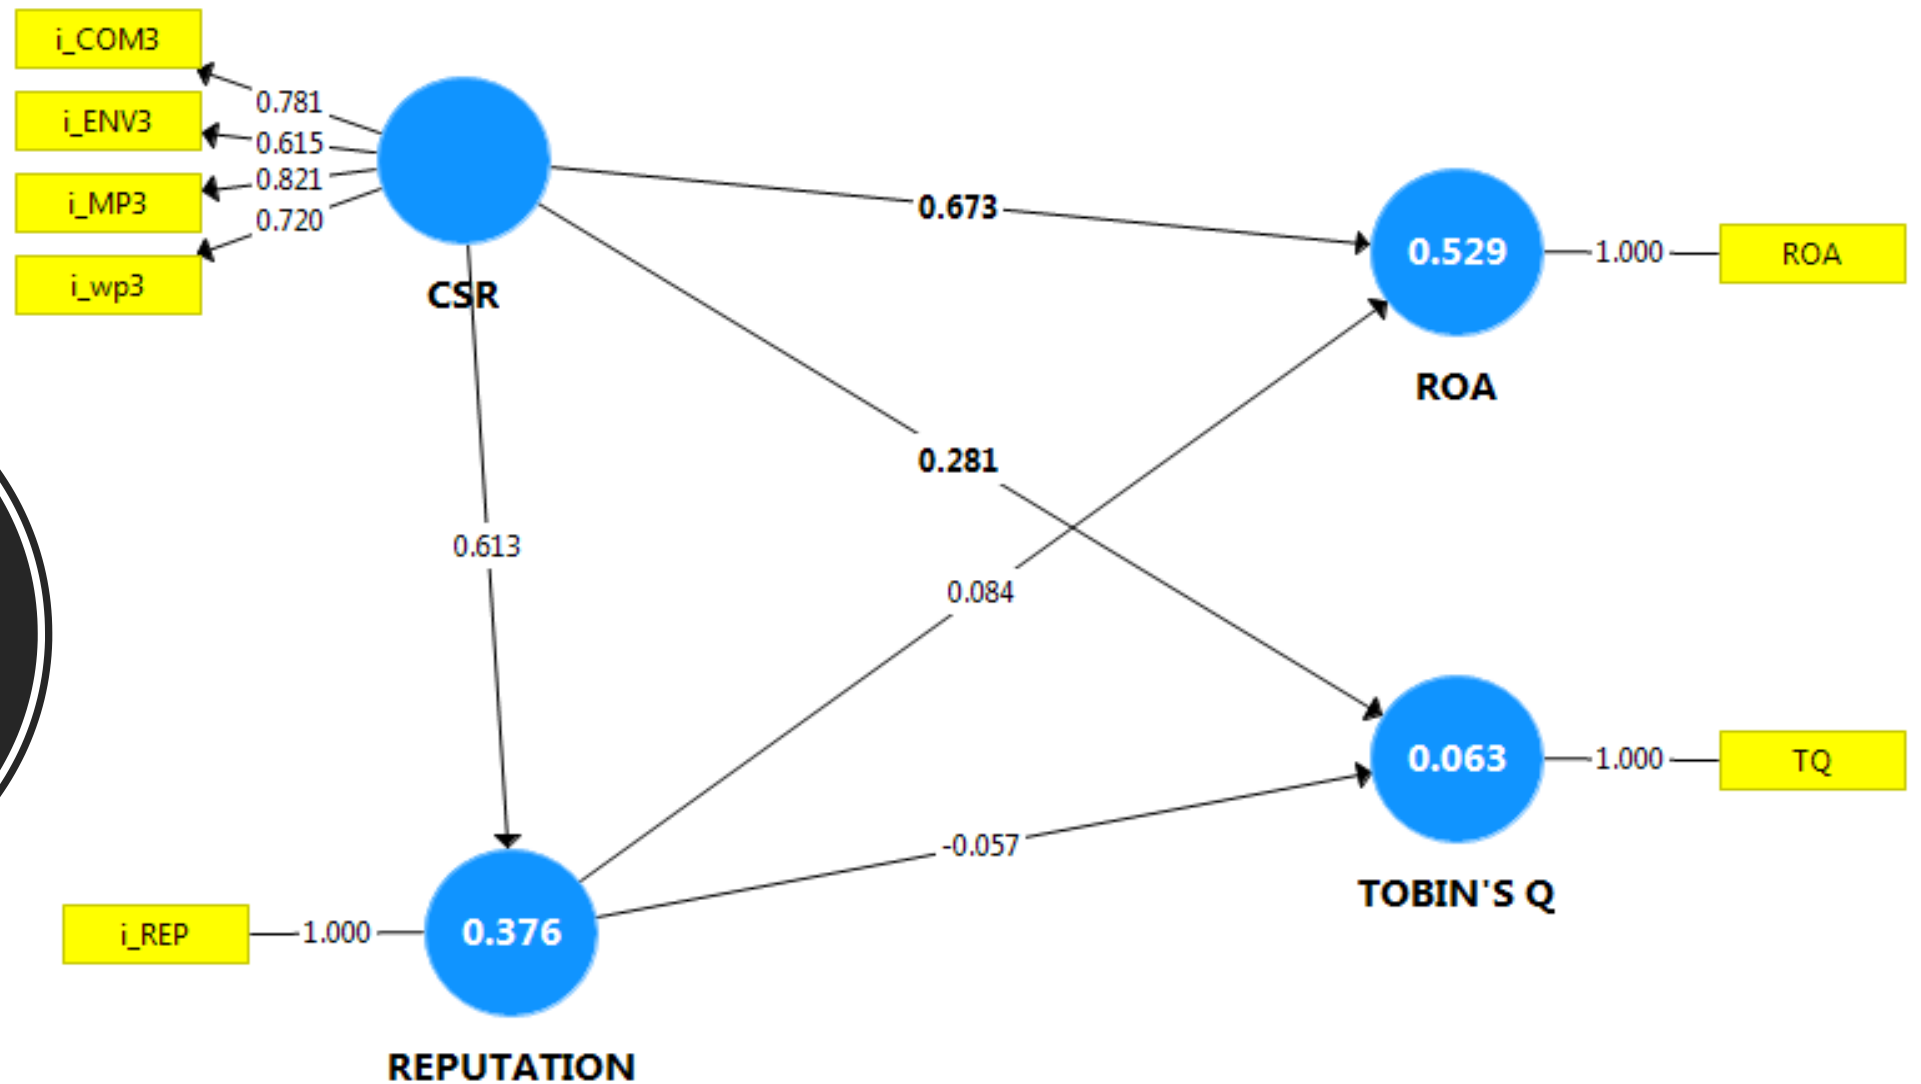 i_COM3
0.781
i_ENV3
0.615
0.821
i_MP3
0.720
i_wp3
CSR
0.673
0.529
1.000
ROA
ROA
0.281
0.613
0.084
0.063
1.000
TQ
-0.057
TOBIN'S Q
i_REP
1.000
0.376
REPUTATION